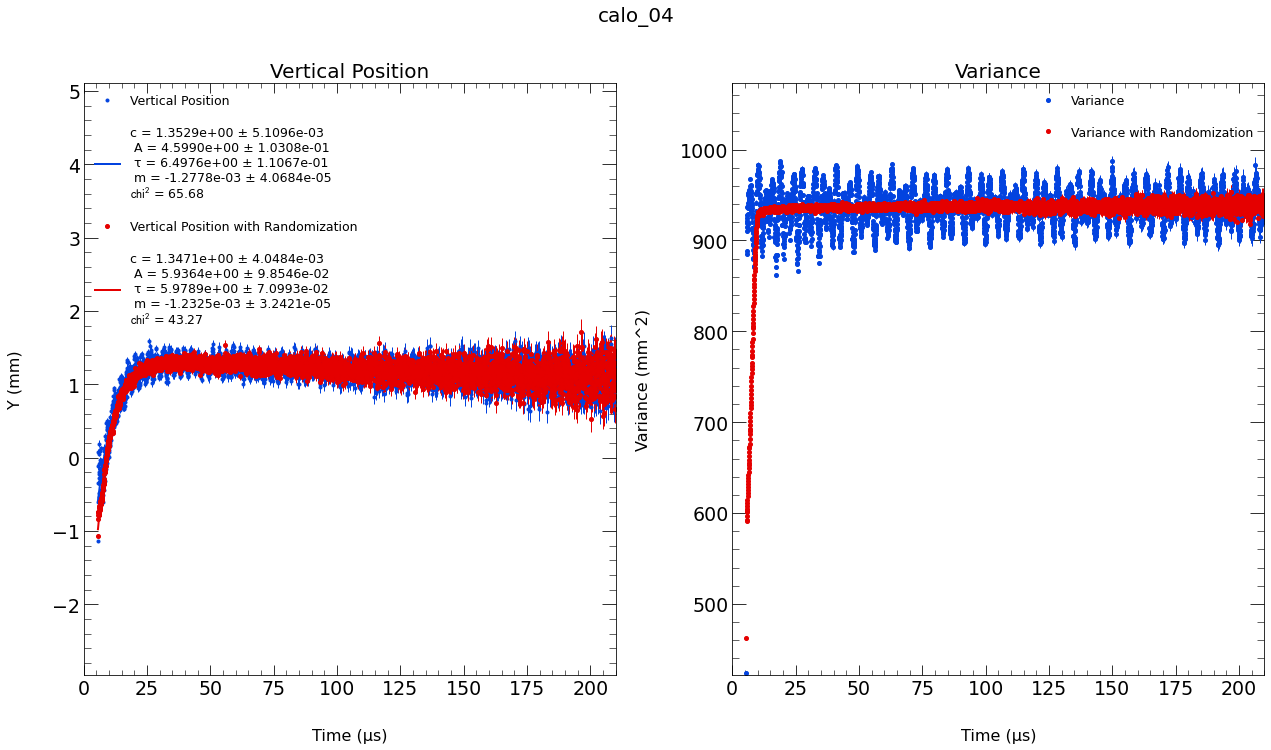 calo_04
Vertical Position
Vertical Position
c = 1.3529e+00 ± 5.1096e-03
A = 4.5990e+00 ± 1.0308e-01
τ = 6.4976e+00 ± 1.1067e-01
m = -1.2778e-03 ± 4.0684e-05
chi² = 65.68
Vertical Position with Randomization
c = 1.3471e+00 ± 4.0484e-03
A = 5.9364e+00 ± 9.8546e-02
τ = 5.9789e+00 ± 7.0993e-02
m = -1.2325e-03 ± 3.2421e-05
chi² = 43.27
5
4
3
2
1
0
−1
−2
Y (mm)
0 25 50 75 100 125 150 175 200
Time (µs)
Variance
Variance
Variance with Randomization
1000
900
800
700
600
500
Variance (mm^2)
0 25 50 75 100 125 150 175 200
Time (µs)